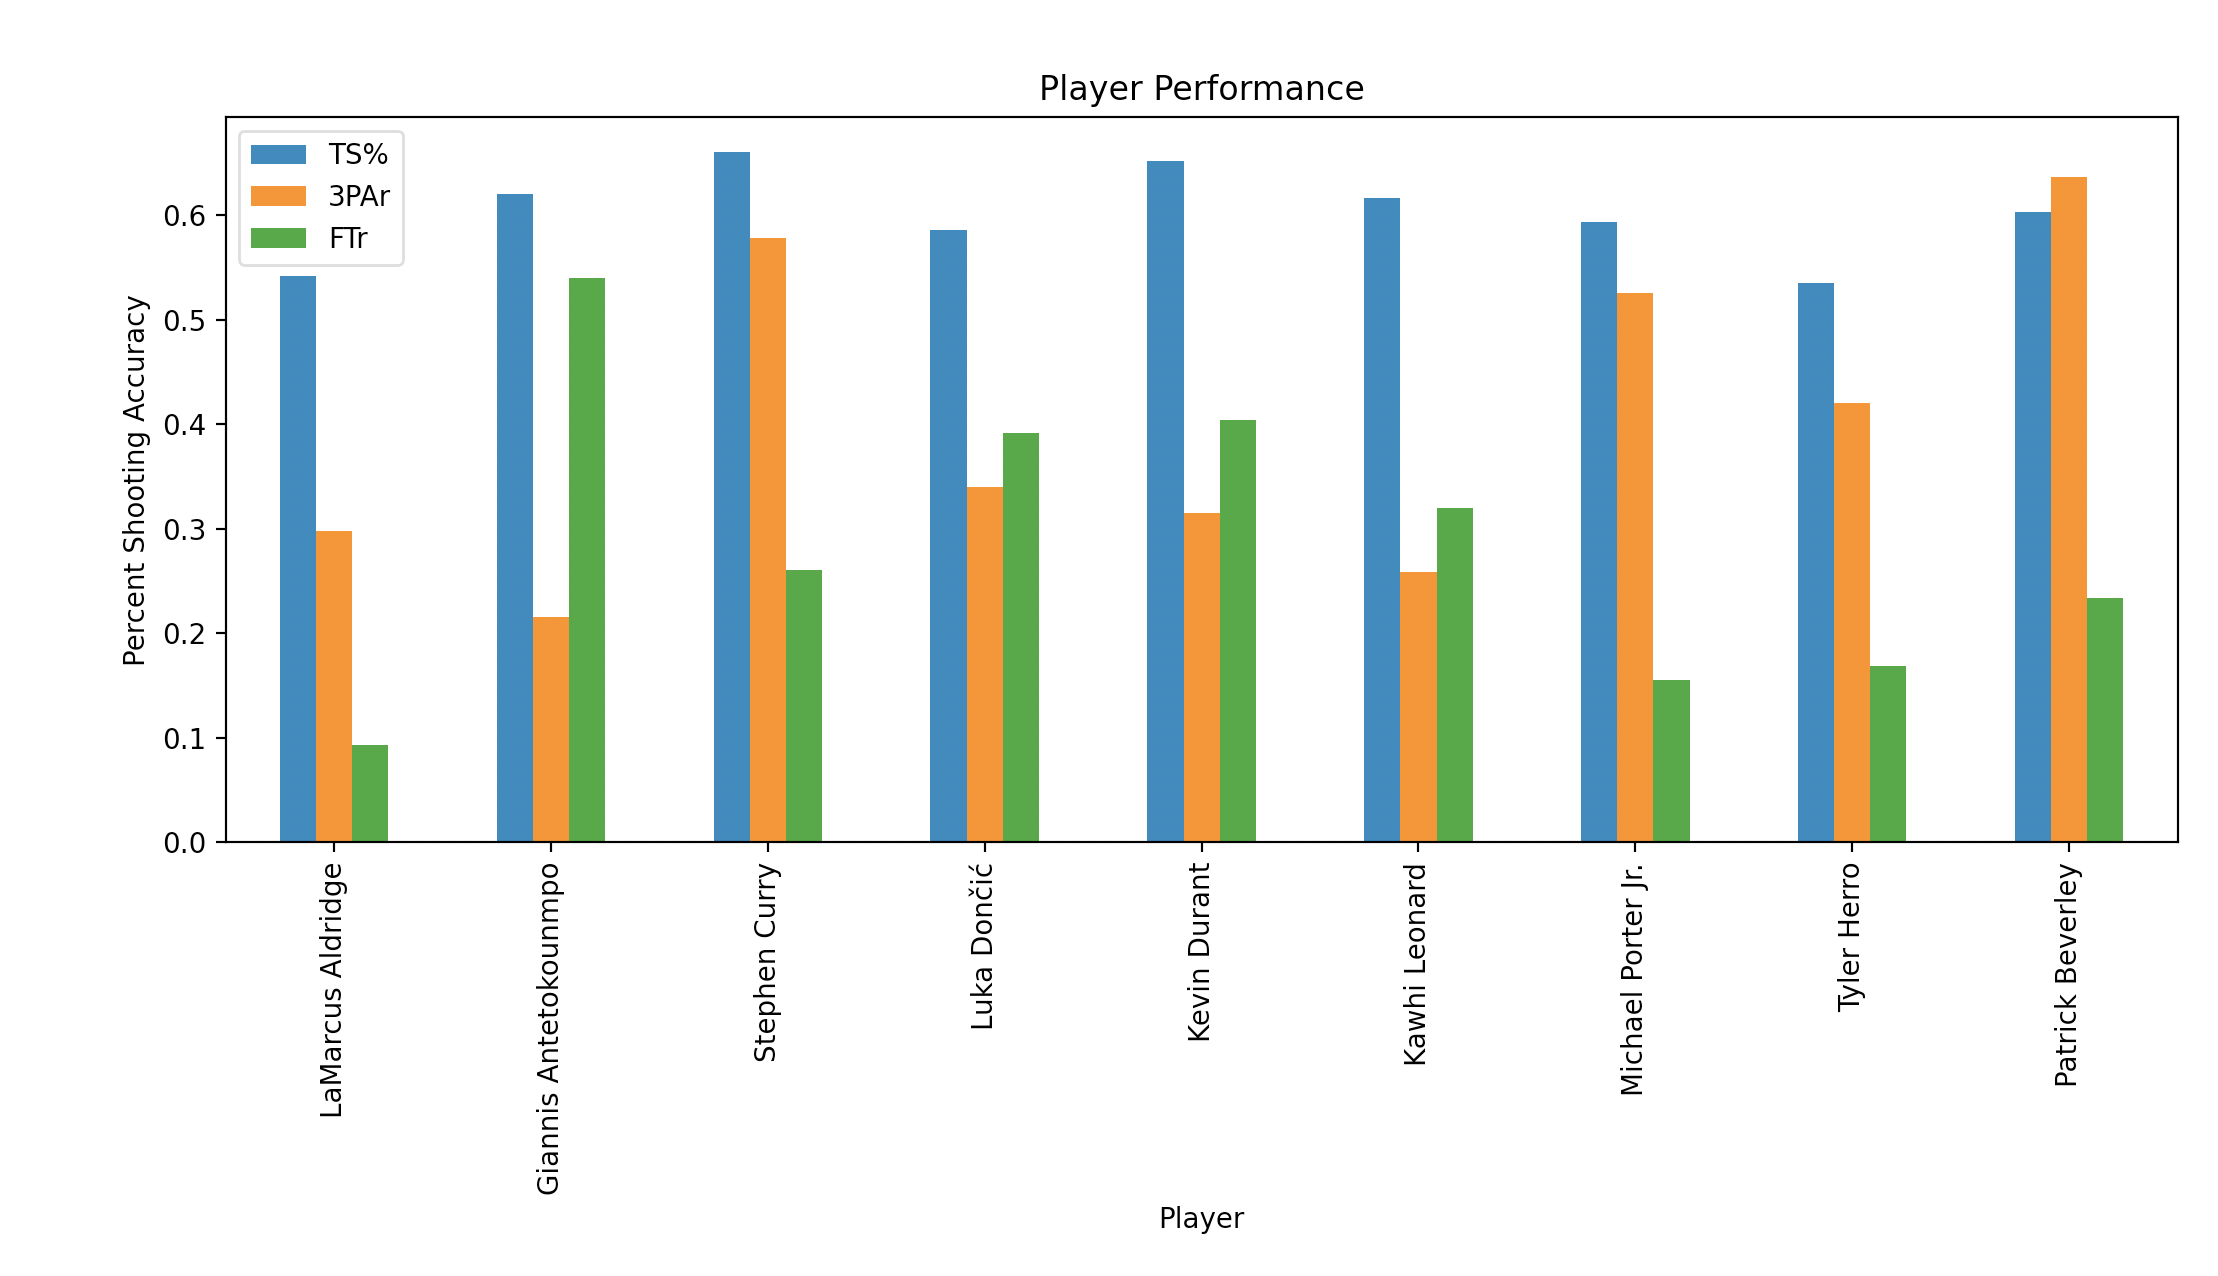 Player Performance
TS%
3PAr
FTr
Percent Shooting Accuracy
0.6
0.5
0.4
0.3
0.2
0.1
0.0
LaMarcus Aldridge
Giannis Antetokounmpo
Stephen Curry
Luka Dončić
Kevin Durant
Kawhi Leonard
Michael Porter Jr.
Tyler Herro
Patrick Beverley
Player